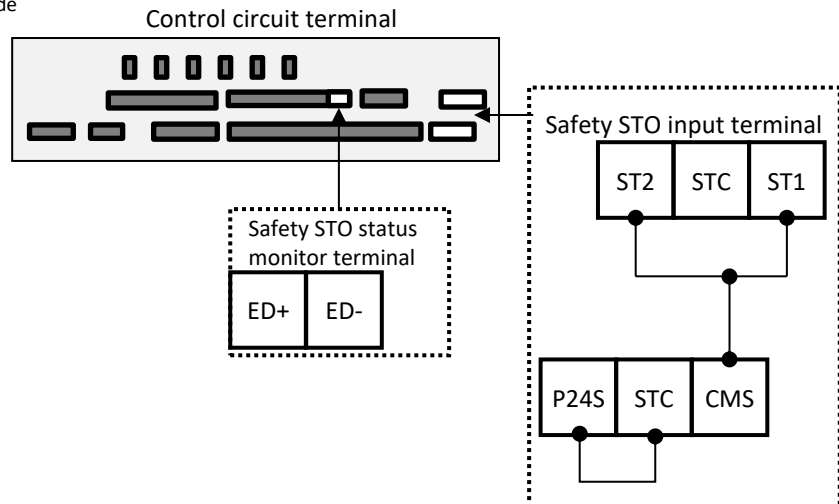 de
Control circuit terminal
Safety STO input terminal
ST2 STC ST1
Safety STO status
monitor terminal
ED+ ED-
P24S STC CMS